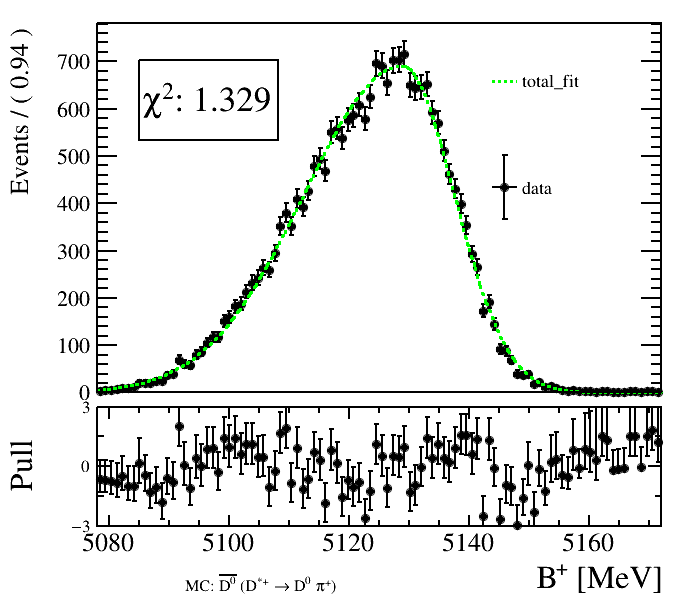 Events / ( 0.94 )
700
600
500
400
300
200
100
0
χ²: 1.329
total_fit
data
Pull
3
0
−3
5080 5100 5120 5140 5160
B⁺ [MeV]
MC: D̅⁰ (D*⁺ → D⁰ π⁺)